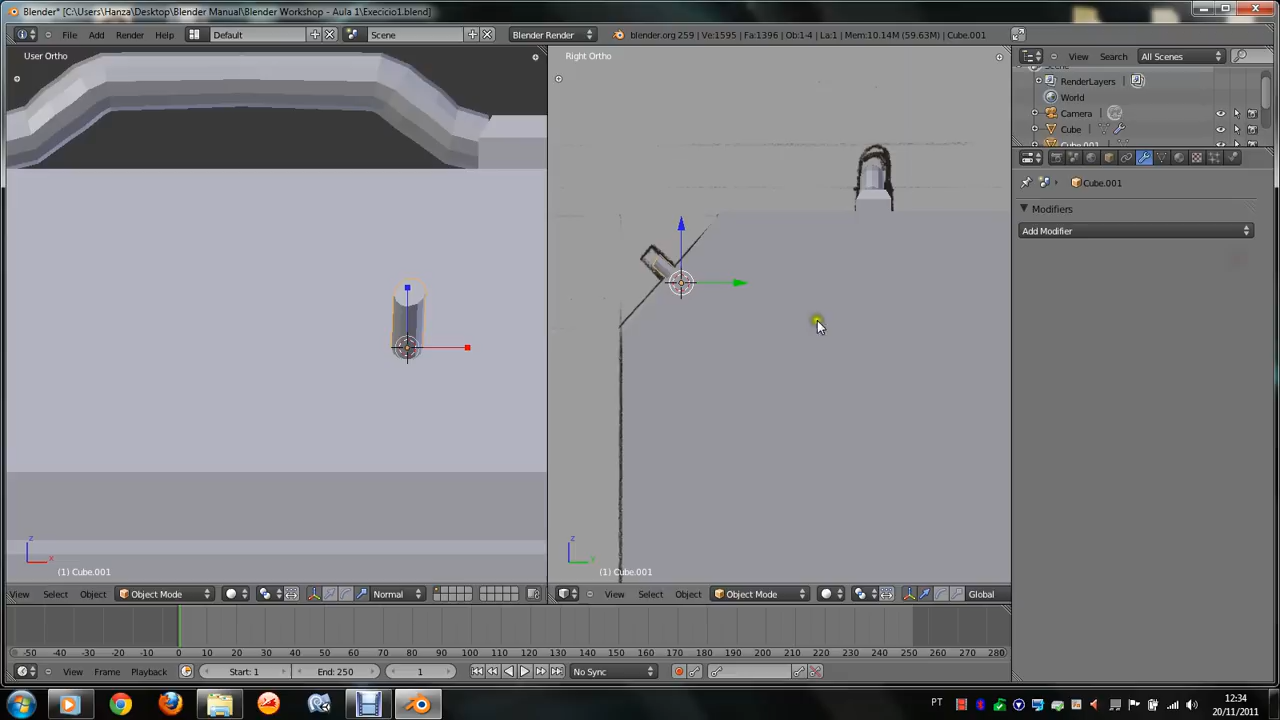 Blender* [C:\Users\Hanza\Desktop\Blender Manual\Blender Workshop - Aula 1\Execicio1.blend]
File Add Render Help Default Scene Blender Render blender.org 259 | Ve:1595 | Fa:1396 | Ob:1-4 | La:1 | Mem:10.14M (59.63M) | Cube.001
User Ortho
Right Ortho
View Search All Scenes
RenderLayers
World
Camera
Cube
Cube.001
Cube.001
Modifiers
Add Modifier
z
x
z
y
(1) Cube.001
(1) Cube.001
View Select Object Object Mode Normal
View Select Object Object Mode Global
-50 -40 -30 -20 -10 0 10 20 30 40 50 60 70 80 90 100 110 120 130 140 150 160 170 180 190 200 210 220 230 240 250 260 270 280
View Frame Playback Start: 1 End: 250 1 No Sync
PT
12:34
20/11/2011